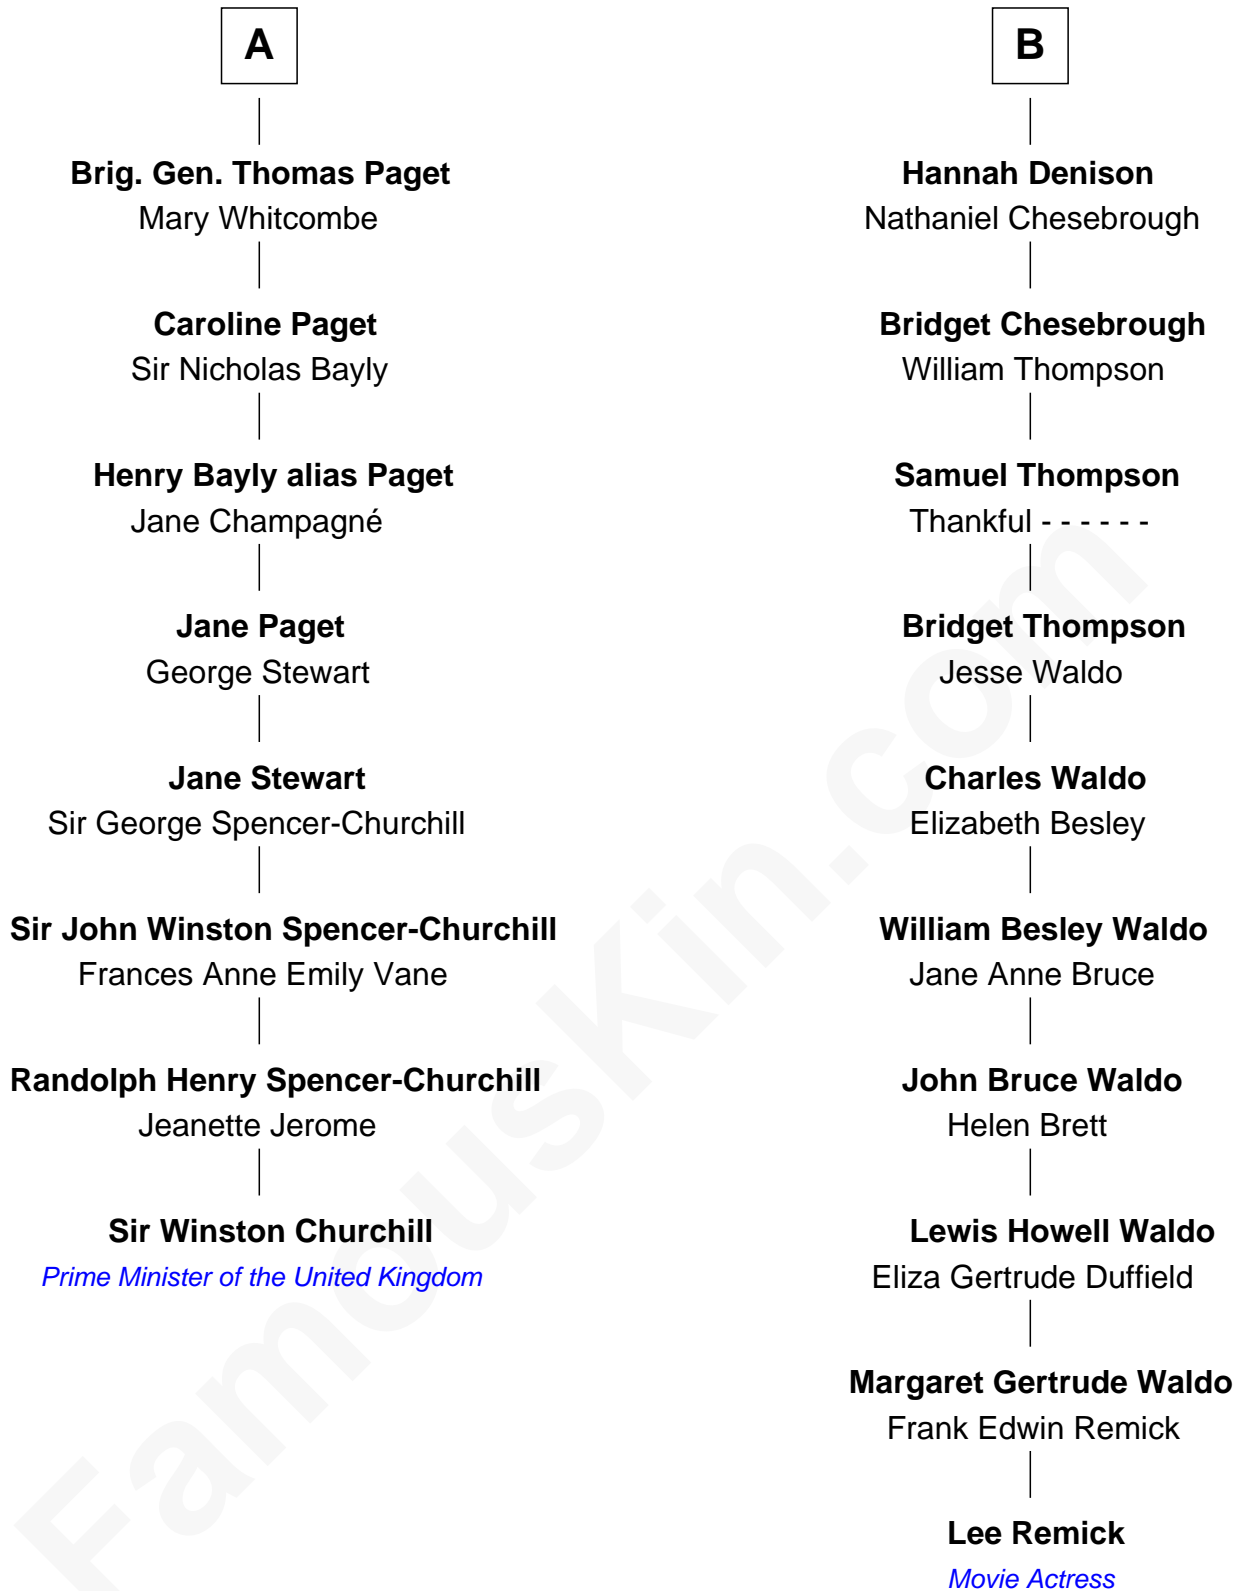 A
Brig. Gen. Thomas Paget
Mary Whitcombe
Caroline Paget
Sir Nicholas Bayly
Henry Bayly alias Paget
Jane Champagné
Jane Paget
George Stewart
Jane Stewart
Sir George Spencer-Churchill
Sir John Winston Spencer-Churchill
Frances Anne Emily Vane
Randolph Henry Spencer-Churchill
Jeanette Jerome
Sir Winston Churchill
Prime Minister of the United Kingdom
B
Hannah Denison
Nathaniel Chesebrough
Bridget Chesebrough
William Thompson
Samuel Thompson
Thankful - - - - - -
Bridget Thompson
Jesse Waldo
Charles Waldo
Elizabeth Besley
William Besley Waldo
Jane Anne Bruce
John Bruce Waldo
Helen Brett
Lewis Howell Waldo
Eliza Gertrude Duffield
Margaret Gertrude Waldo
Frank Edwin Remick
Lee Remick
Movie Actress
FamousKin.com